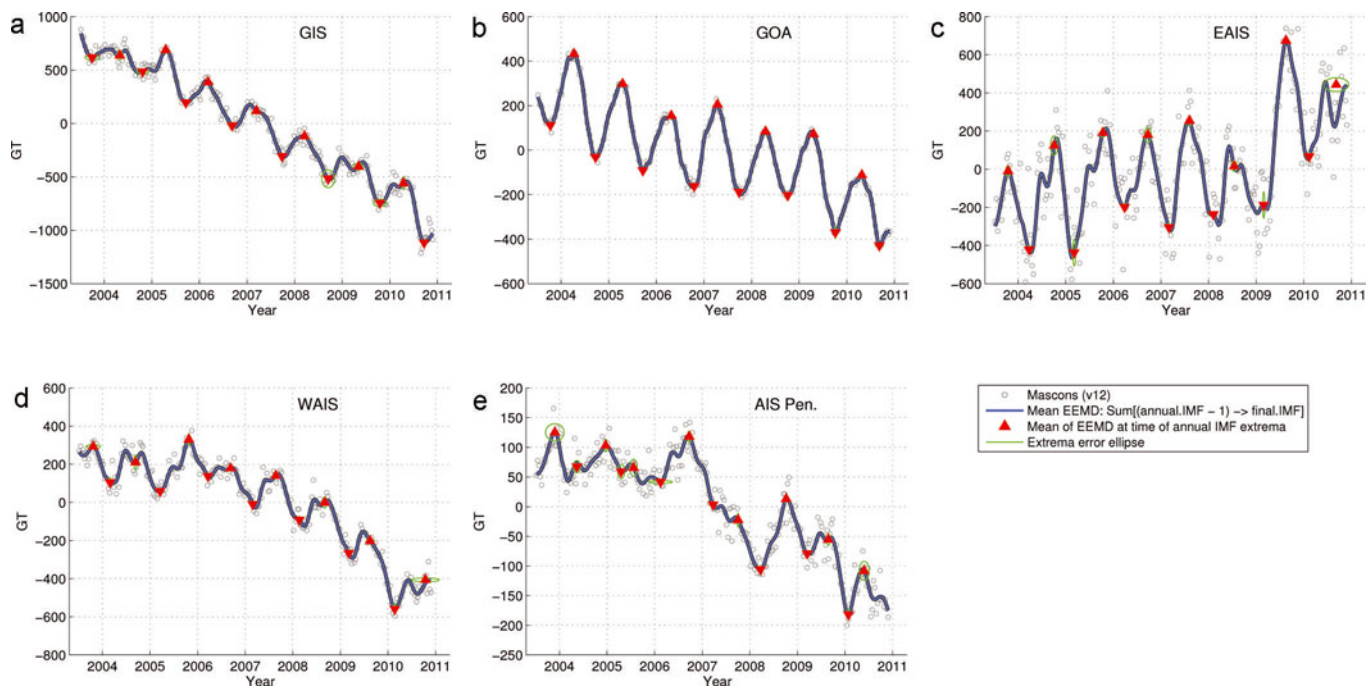 a
GIS
1000
500
0
−500
−1000
−1500
GT
2004 2005 2006 2007 2008 2009 2010 2011
Year
b
GOA
600
400
200
0
−200
−400
−600
GT
2004 2005 2006 2007 2008 2009 2010 2011
Year
c
EAIS
800
600
400
200
0
−200
−400
−600
GT
2004 2005 2006 2007 2008 2009 2010 2011
Year
d
WAIS
600
400
200
0
−200
−400
−600
−800
GT
2004 2005 2006 2007 2008 2009 2010 2011
Year
e
AIS Pen.
200
150
100
50
0
−50
−100
−150
−200
−250
GT
2004 2005 2006 2007 2008 2009 2010 2011
Year
Mascons (v12)
Mean EEMD: Sum[(annual.IMF − 1) −> final.IMF]
Mean of EEMD at time of annual IMF extrema
Extrema error ellipse